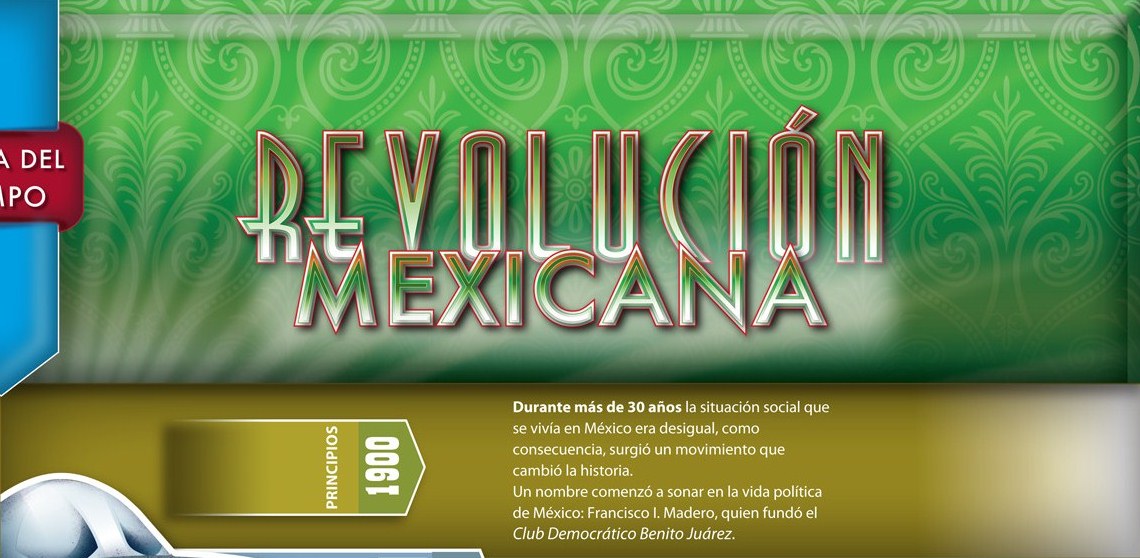 A DEL
MPO
REVOLUCIÓN
MEXICANA
PRINCIPIOS
1900
Durante más de 30 años la situación social que
se vivía en México era desigual, como
consecuencia, surgió un movimiento que
cambió la historia.
Un nombre comenzó a sonar en la vida política
de México: Francisco I. Madero, quien fundó el
Club Democrático Benito Juárez.